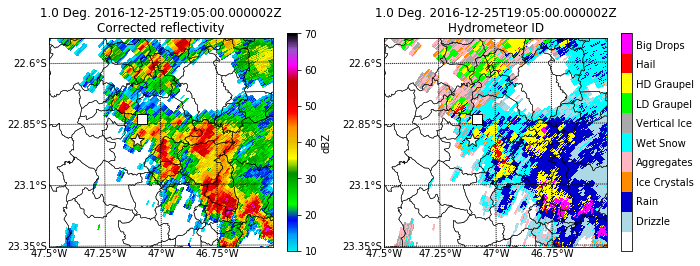 1.0 Deg. 2016-12-25T19:05:00.000002Z
Corrected reflectivity
22.6°S
22.85°S
23.1°S
23.35°S
47.5°W
47.25°W
47°W
46.75°W
70
60
50
40
30
20
10
dBZ
1.0 Deg. 2016-12-25T19:05:00.000002Z
Hydrometeor ID
22.6°S
22.85°S
23.1°S
23.35°S
47.5°W
47.25°W
47°W
46.75°W
Big Drops
Hail
HD Graupel
LD Graupel
Vertical Ice
Wet Snow
Aggregates
Ice Crystals
Rain
Drizzle